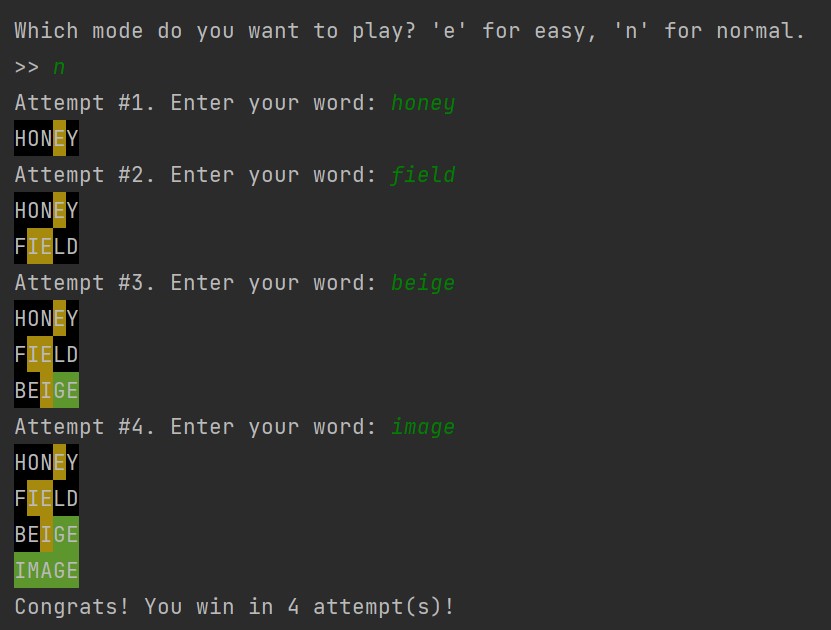 Which mode do you want to play? 'e' for easy, 'n' for normal.
>> n
Attempt #1. Enter your word: honey
HONEY
Attempt #2. Enter your word: field
HONEY
FIELD
Attempt #3. Enter your word: beige
HONEY
FIELD
BEIGE
Attempt #4. Enter your word: image
HONEY
FIELD
BEIGE
IMAGE
Congrats! You win in 4 attempt(s)!